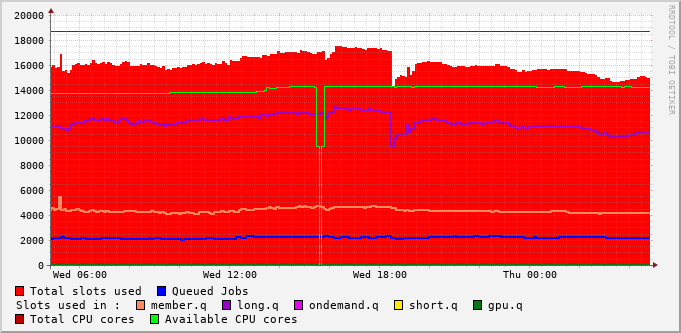 20000
18000
16000
14000
12000
10000
8000
6000
4000
2000
0
Wed 06:00 Wed 12:00 Wed 18:00 Thu 00:00
Total slots used Queued Jobs
Slots used in : member.q long.q ondemand.q short.q gpu.q
Total CPU cores Available CPU cores
RRDTOOL / TOBI OETIKER